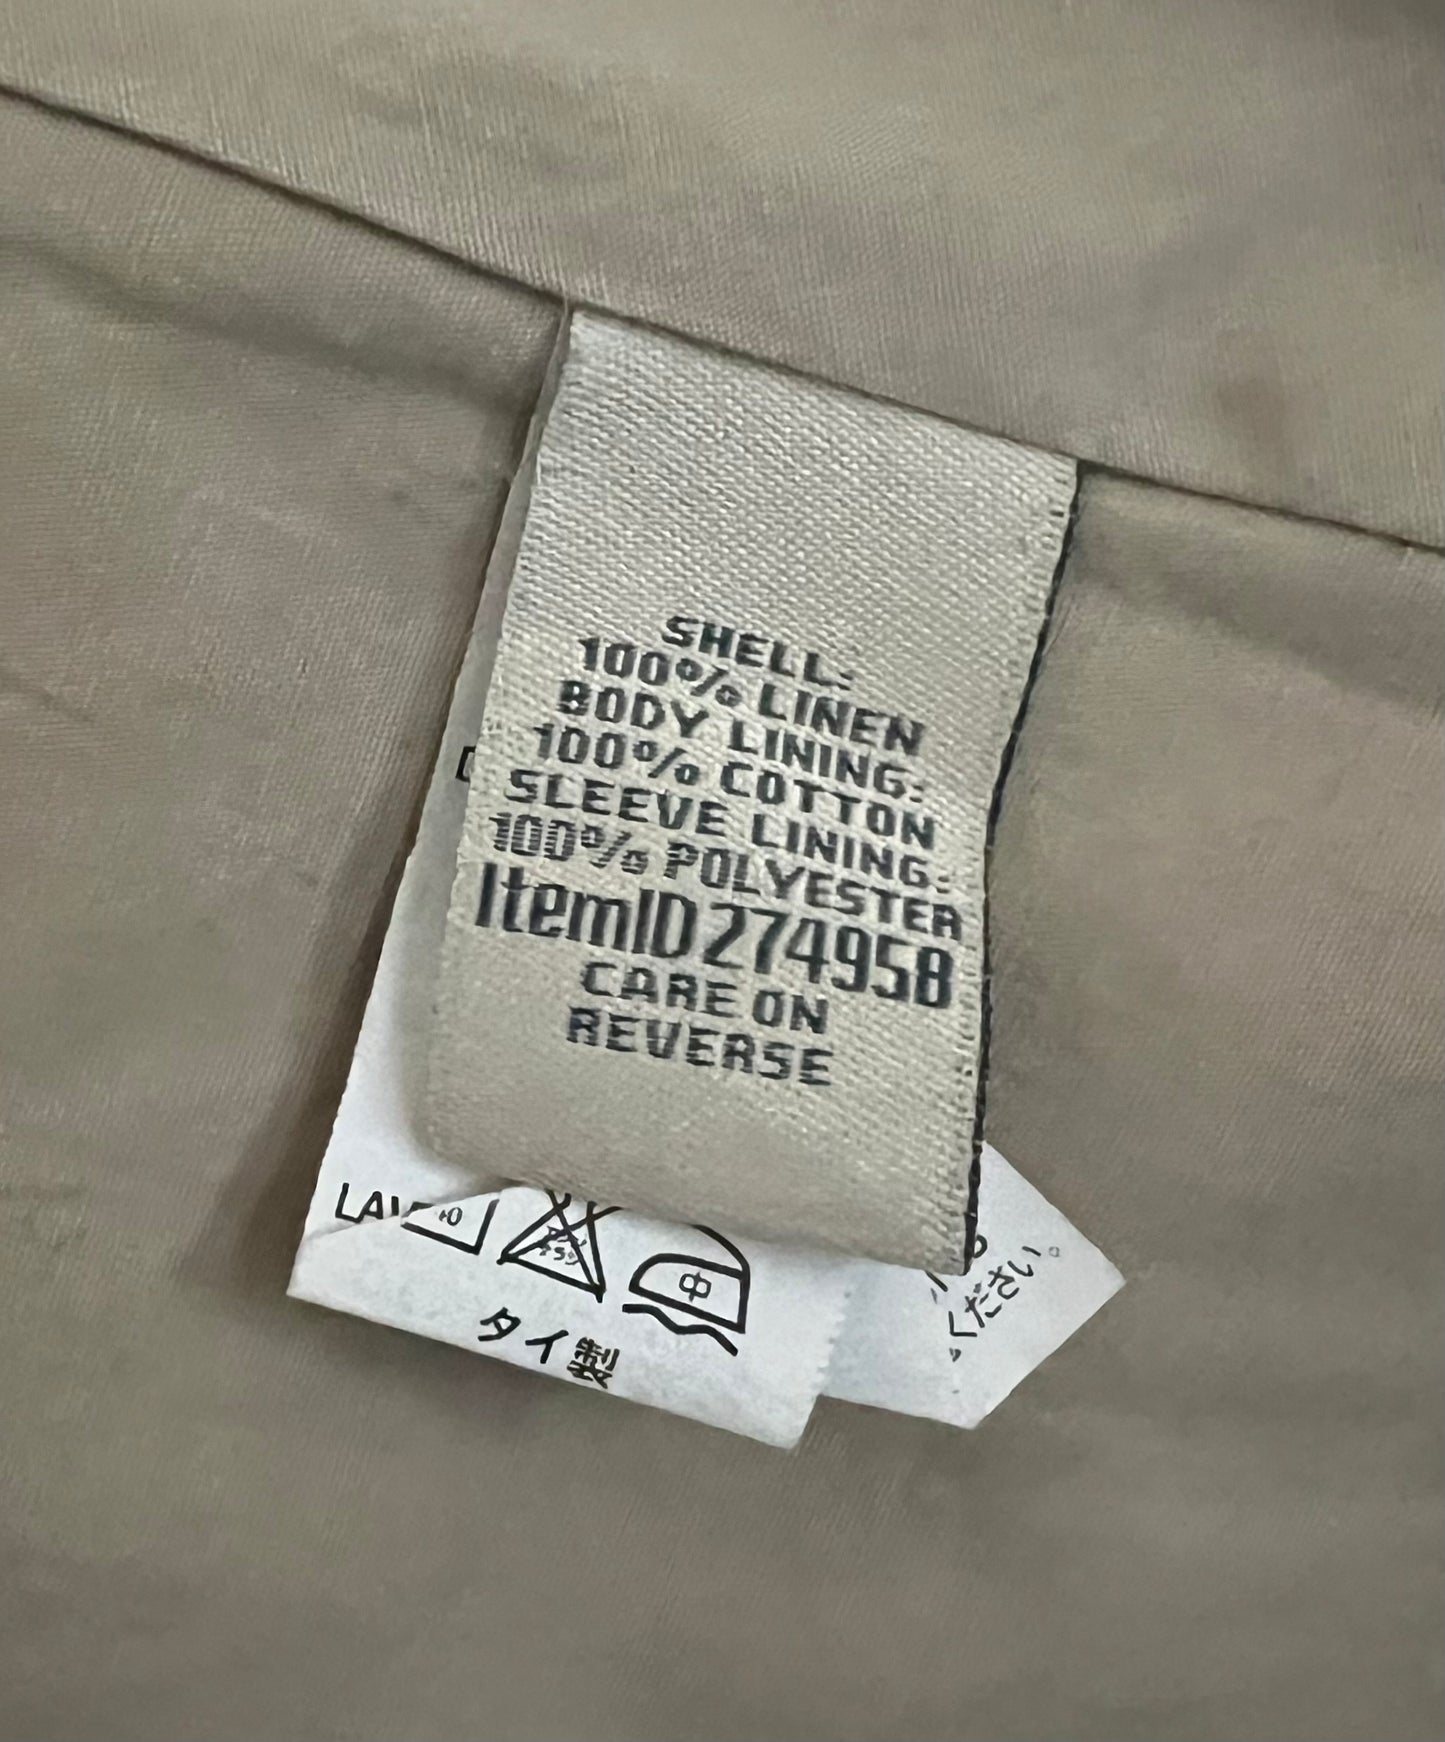 SHELL:
100% LINEN
BODY LINING:
100% COTTON
SLEEVE LINING:
100% POLYESTER
ItemID 274958
CARE ON
REVERSE
40
中
タイ製
ください。